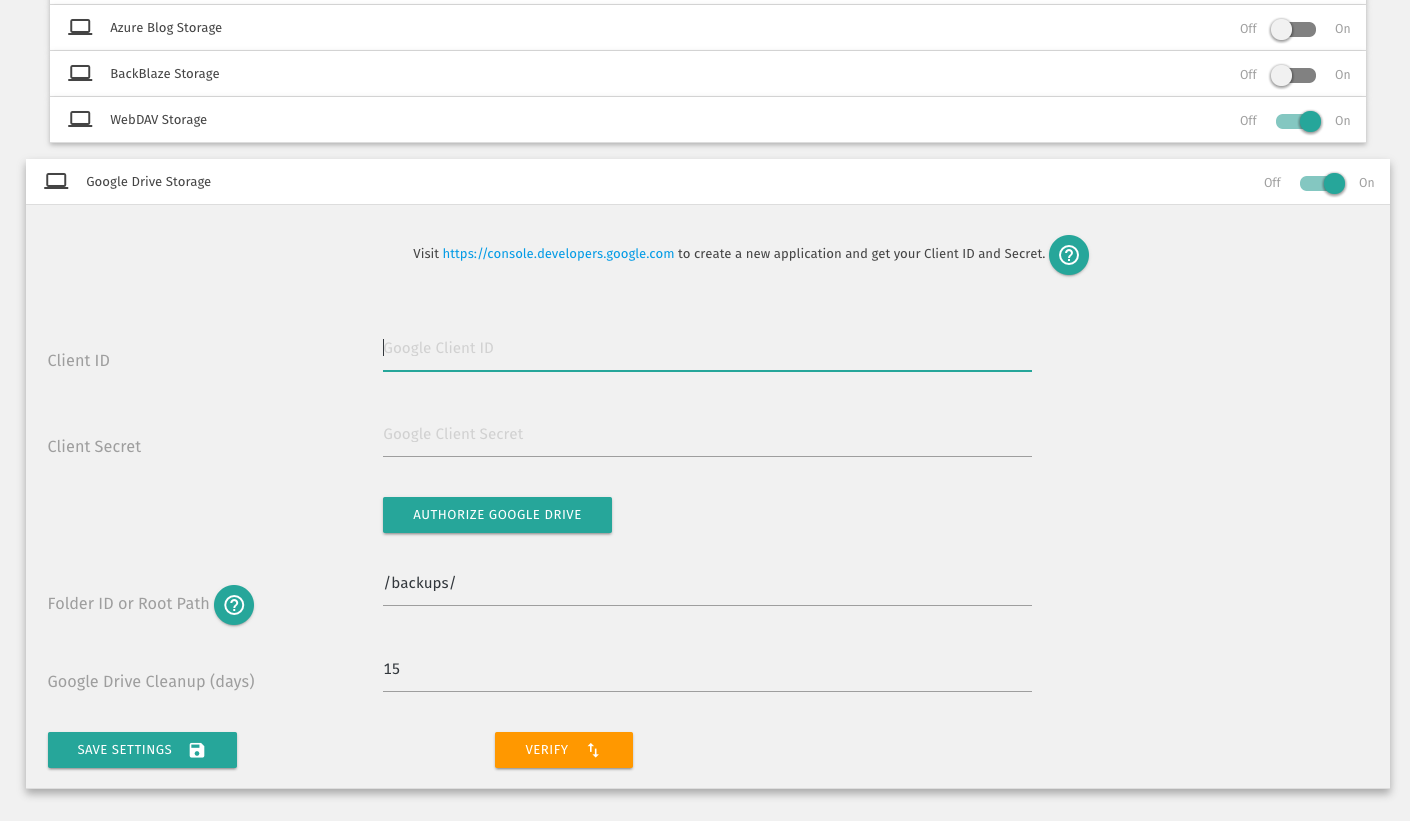 Azure Blog Storage Off On
BackBlaze Storage Off On
WebDAV Storage Off On
Google Drive Storage Off On
Visit https://console.developers.google.com to create a new application and get your Client ID and Secret.
Client ID Google Client ID
Client Secret Google Client Secret
AUTHORIZE GOOGLE DRIVE
Folder ID or Root Path /backups/
Google Drive Cleanup (days) 15
SAVE SETTINGS VERIFY